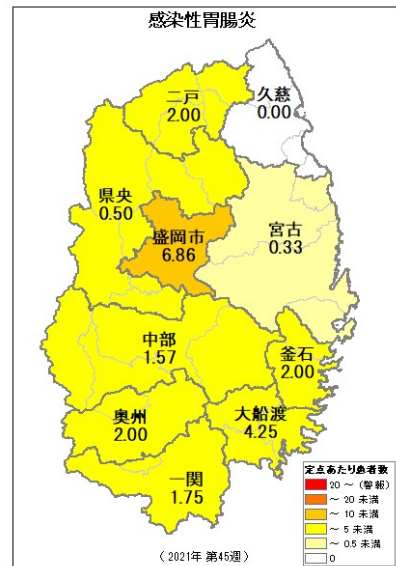 感染性胃腸炎
二戸
2.00
久慈
0.00
県央
0.50
盛岡市
6.86
宮古
0.33
中部
1.57
釜石
2.00
奥州
2.00
大船渡
4.25
一関
1.75
定点あたり患者数
20 ～ (警報)
～ 20 未満
～ 10 未満
～ 5 未満
～ 0.5 未満
0
（2021年 第45週）